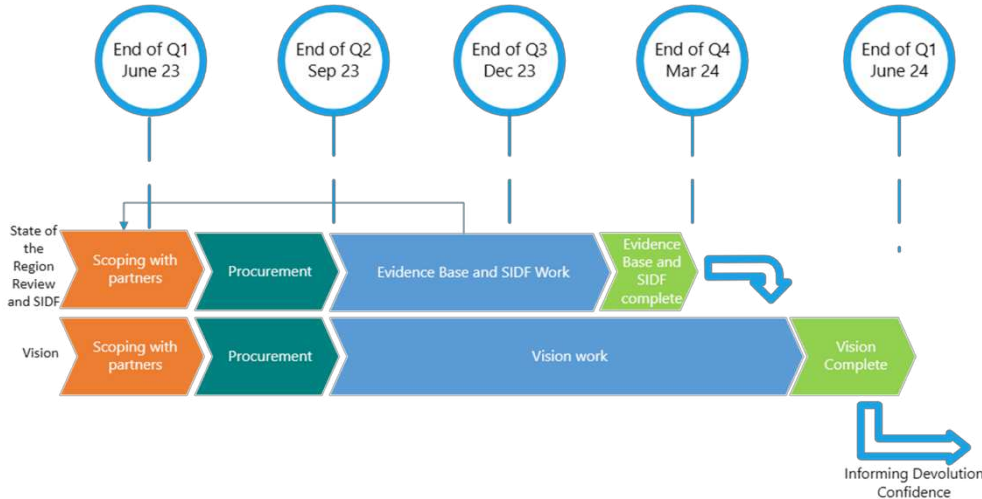 End of Q1
June 23
End of Q2
Sep 23
End of Q3
Dec 23
End of Q4
Mar 24
End of Q1
June 24
State of
the
Region
Review
and SIDF
Scoping with
partners
Procurement
Evidence Base and SIDF Work
Evidence
Base and
SIDF
complete
Vision
Scoping with
partners
Procurement
Vision work
Vision
Complete
Informing Devolution
Confidence